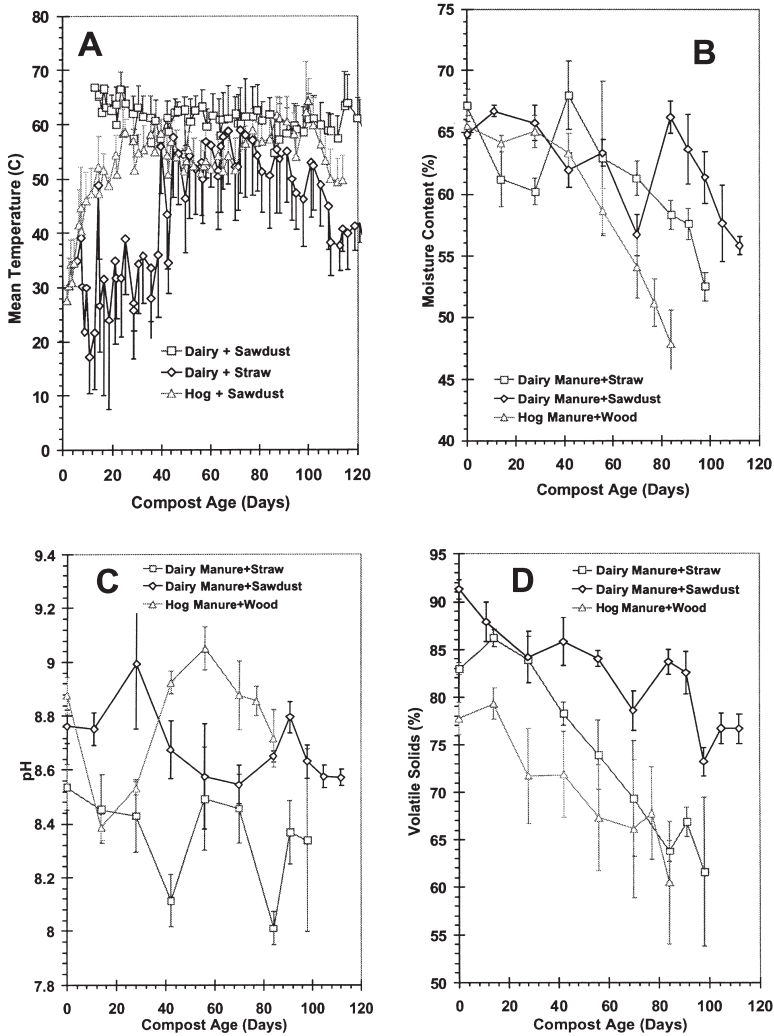 A
Mean Temperature (C)
80
70
60
50
40
30
20
10
0
Dairy + Sawdust
Dairy + Straw
Hog + Sawdust
0 20 40 60 80 100 120
Compost Age (Days)
B
Moisture Content (%)
75
70
65
60
55
50
45
40
Dairy Manure+Straw
Dairy Manure+Sawdust
Hog Manure+Wood
0 20 40 60 80 100 120
Compost Age (Days)
C
pH
9.4
9.2
9
8.8
8.6
8.4
8.2
8
7.8
Dairy Manure+Straw
Dairy Manure+Sawdust
Hog Manure+Wood
0 20 40 60 80 100 120
Compost Age (Days)
D
Volatile Solids (%)
95
90
85
80
75
70
65
60
55
50
Dairy Manure+Straw
Dairy Manure+Sawdust
Hog Manure+Wood
0 20 40 60 80 100 120
Compost Age (Days)